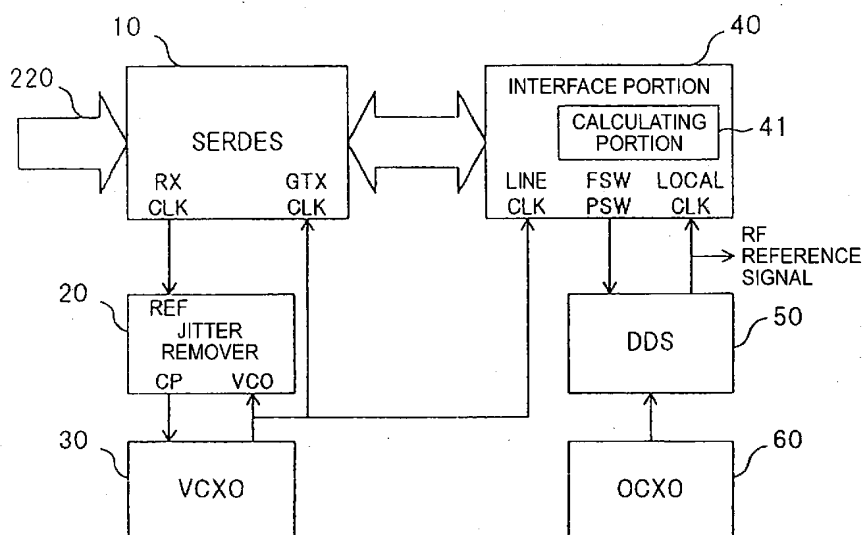 10
40
220
SERDES
RX
CLK
GTX
CLK
INTERFACE PORTION
CALCULATING
PORTION
41
LINE
CLK
FSW
PSW
LOCAL
CLK
RF
REFERENCE
SIGNAL
20
REF
JITTER
REMOVER
CP VCO
50
DDS
30
VCXO
60
OCXO